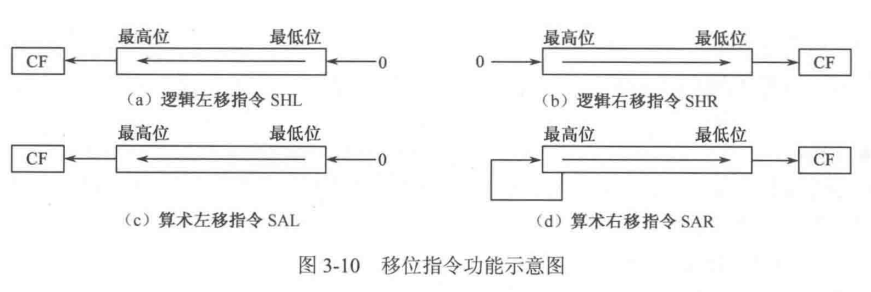 最高位 最低位 最高位 最低位
CF 0 0 CF
（a）逻辑左移指令 SHL （b）逻辑右移指令 SHR
最高位 最低位 最高位 最低位
CF 0 CF
（c）算术左移指令 SAL （d）算术右移指令 SAR
图 3-10 移位指令功能示意图